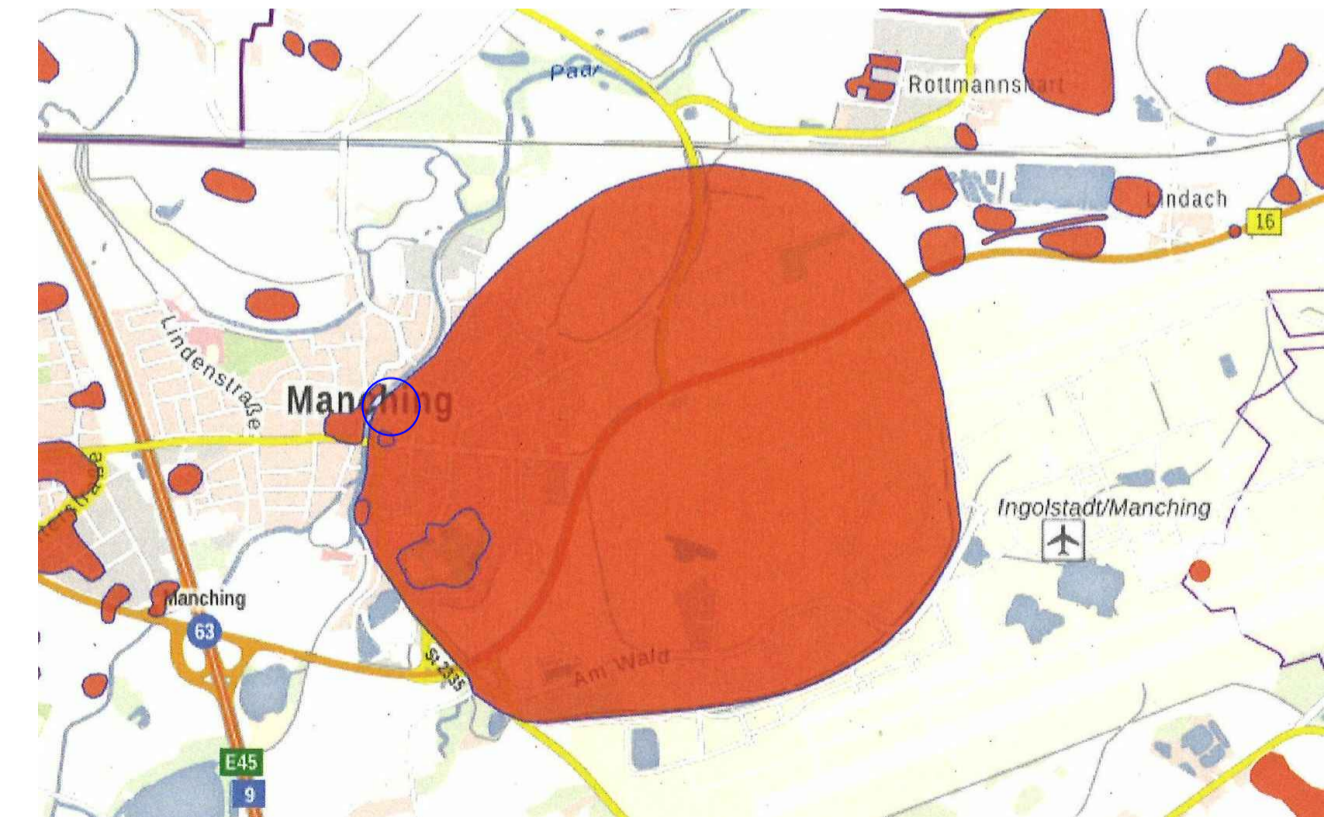 Paar
Rottmannshart
Lindach
16
Lindenstraße
Manching
Ingolstadt/Manching
Manching
63
St 2335
Am Wald
E45
9